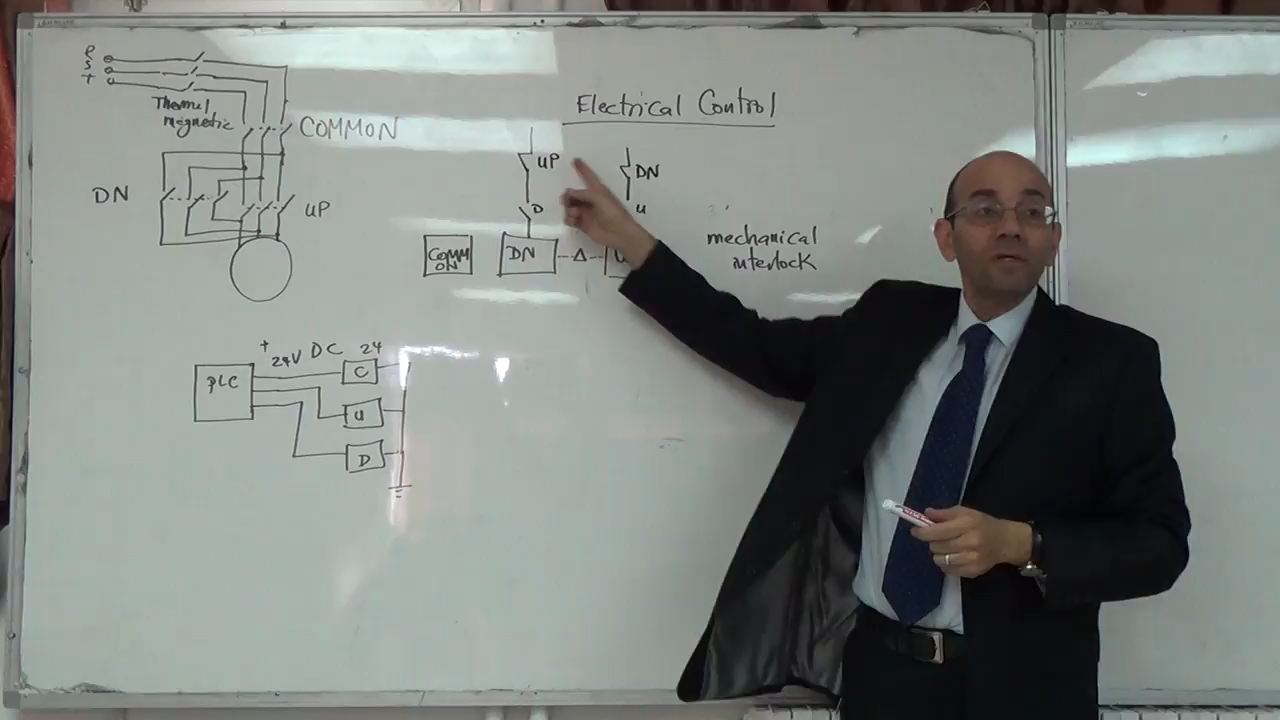 Electrical Control
R
S
T
Thermal
magnetic
COMMON
DN
UP
UP
D
DN
U
COMM
ON
DN
Δ
U
mechanical
interlock
PLC
+
24V DC 24
C
U
D